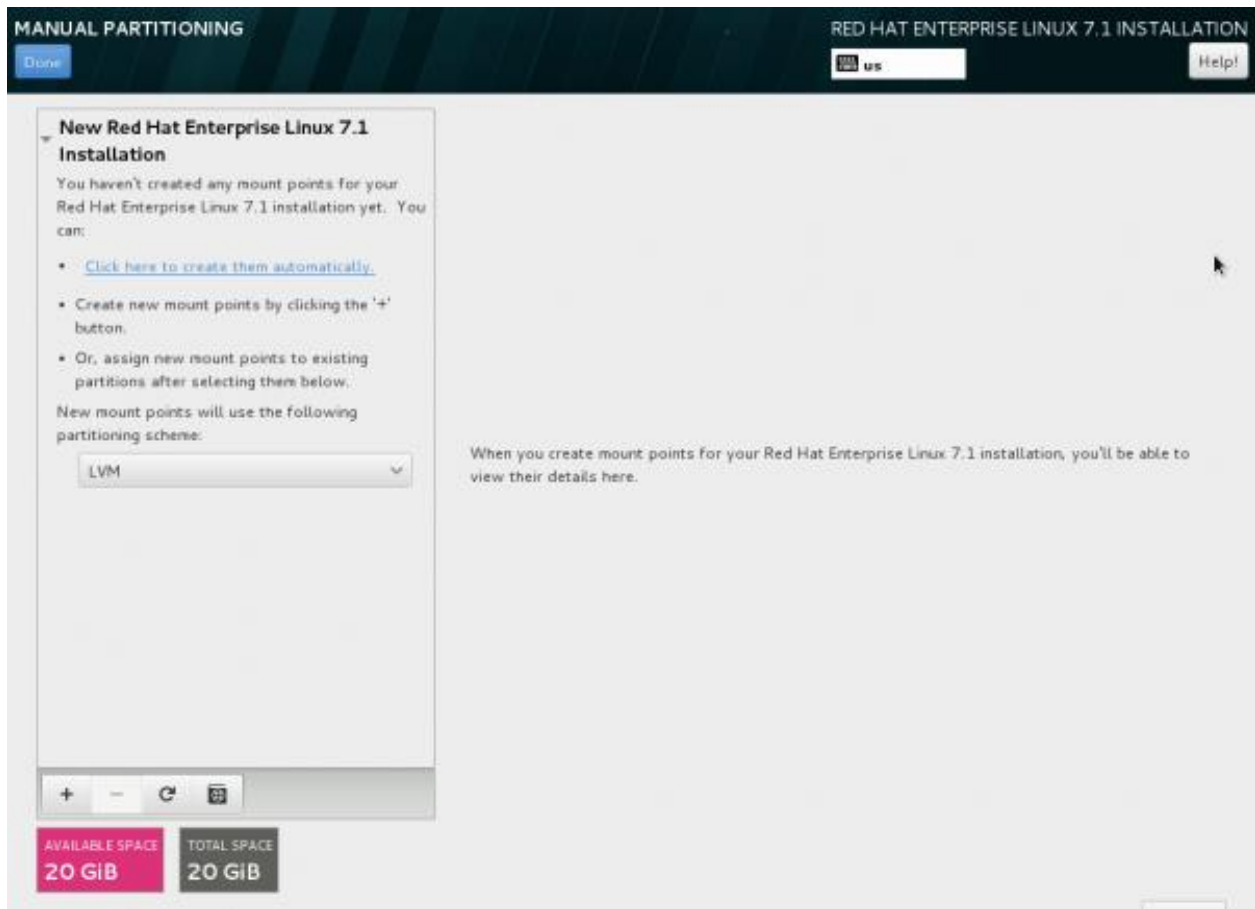 MANUAL PARTITIONING
RED HAT ENTERPRISE LINUX 7.1 INSTALLATION
Done
us
Help!
New Red Hat Enterprise Linux 7.1
Installation
You haven't created any mount points for your
Red Hat Enterprise Linux 7.1 installation yet. You
can:
• Click here to create them automatically.
• Create new mount points by clicking the '+'
button.
• Or, assign new mount points to existing
partitions after selecting them below.
New mount points will use the following
partitioning scheme:
LVM
When you create mount points for your Red Hat Enterprise Linux 7.1 installation, you'll be able to
view their details here.
+ − 
AVAILABLE SPACE
20 GiB
TOTAL SPACE
20 GiB